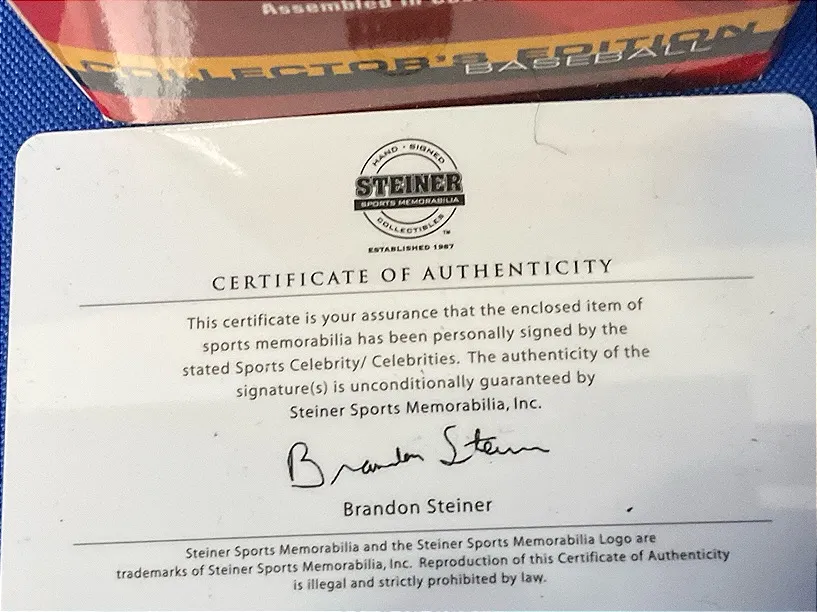 Assembled in
COLLECTOR'S EDITION
BASEBALL
HAND · SIGNED
STEINER
SPORTS MEMORABILIA
COLLECTIBLES
TM
ESTABLISHED 1987
CERTIFICATE OF AUTHENTICITY
This certificate is your assurance that the enclosed item of
sports memorabilia has been personally signed by the
stated Sports Celebrity/ Celebrities. The authenticity of the
signature(s) is unconditionally guaranteed by
Steiner Sports Memorabilia, Inc.
Brandon Steiner
Brandon Steiner
Steiner Sports Memorabilia and the Steiner Sports Memorabilia Logo are
trademarks of Steiner Sports Memorabilia, Inc. Reproduction of this Certificate of Authenticity
is illegal and strictly prohibited by law.